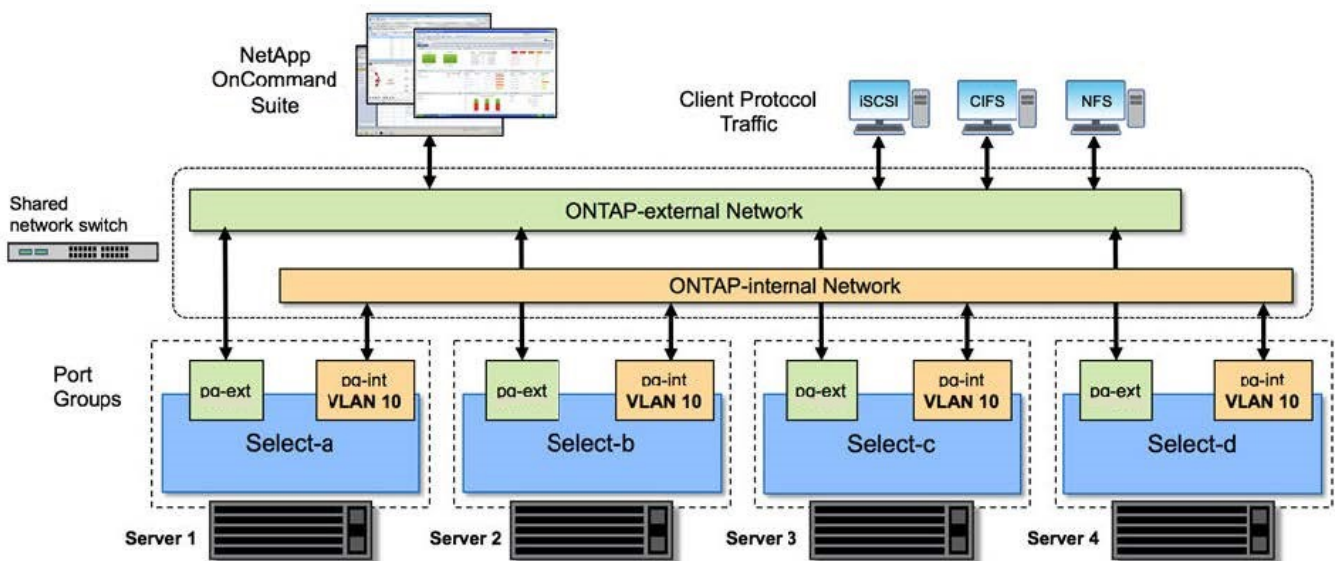 NetApp
OnCommand
Suite
Client Protocol
Traffic
iSCSI
CIFS
NFS
Shared
network switch
ONTAP-external Network
ONTAP-internal Network
Port
Groups
pg-ext
pg-int
VLAN 10
Select-a
pg-ext
pg-int
VLAN 10
Select-b
pg-ext
pg-int
VLAN 10
Select-c
pg-ext
pg-int
VLAN 10
Select-d
Server 1
Server 2
Server 3
Server 4